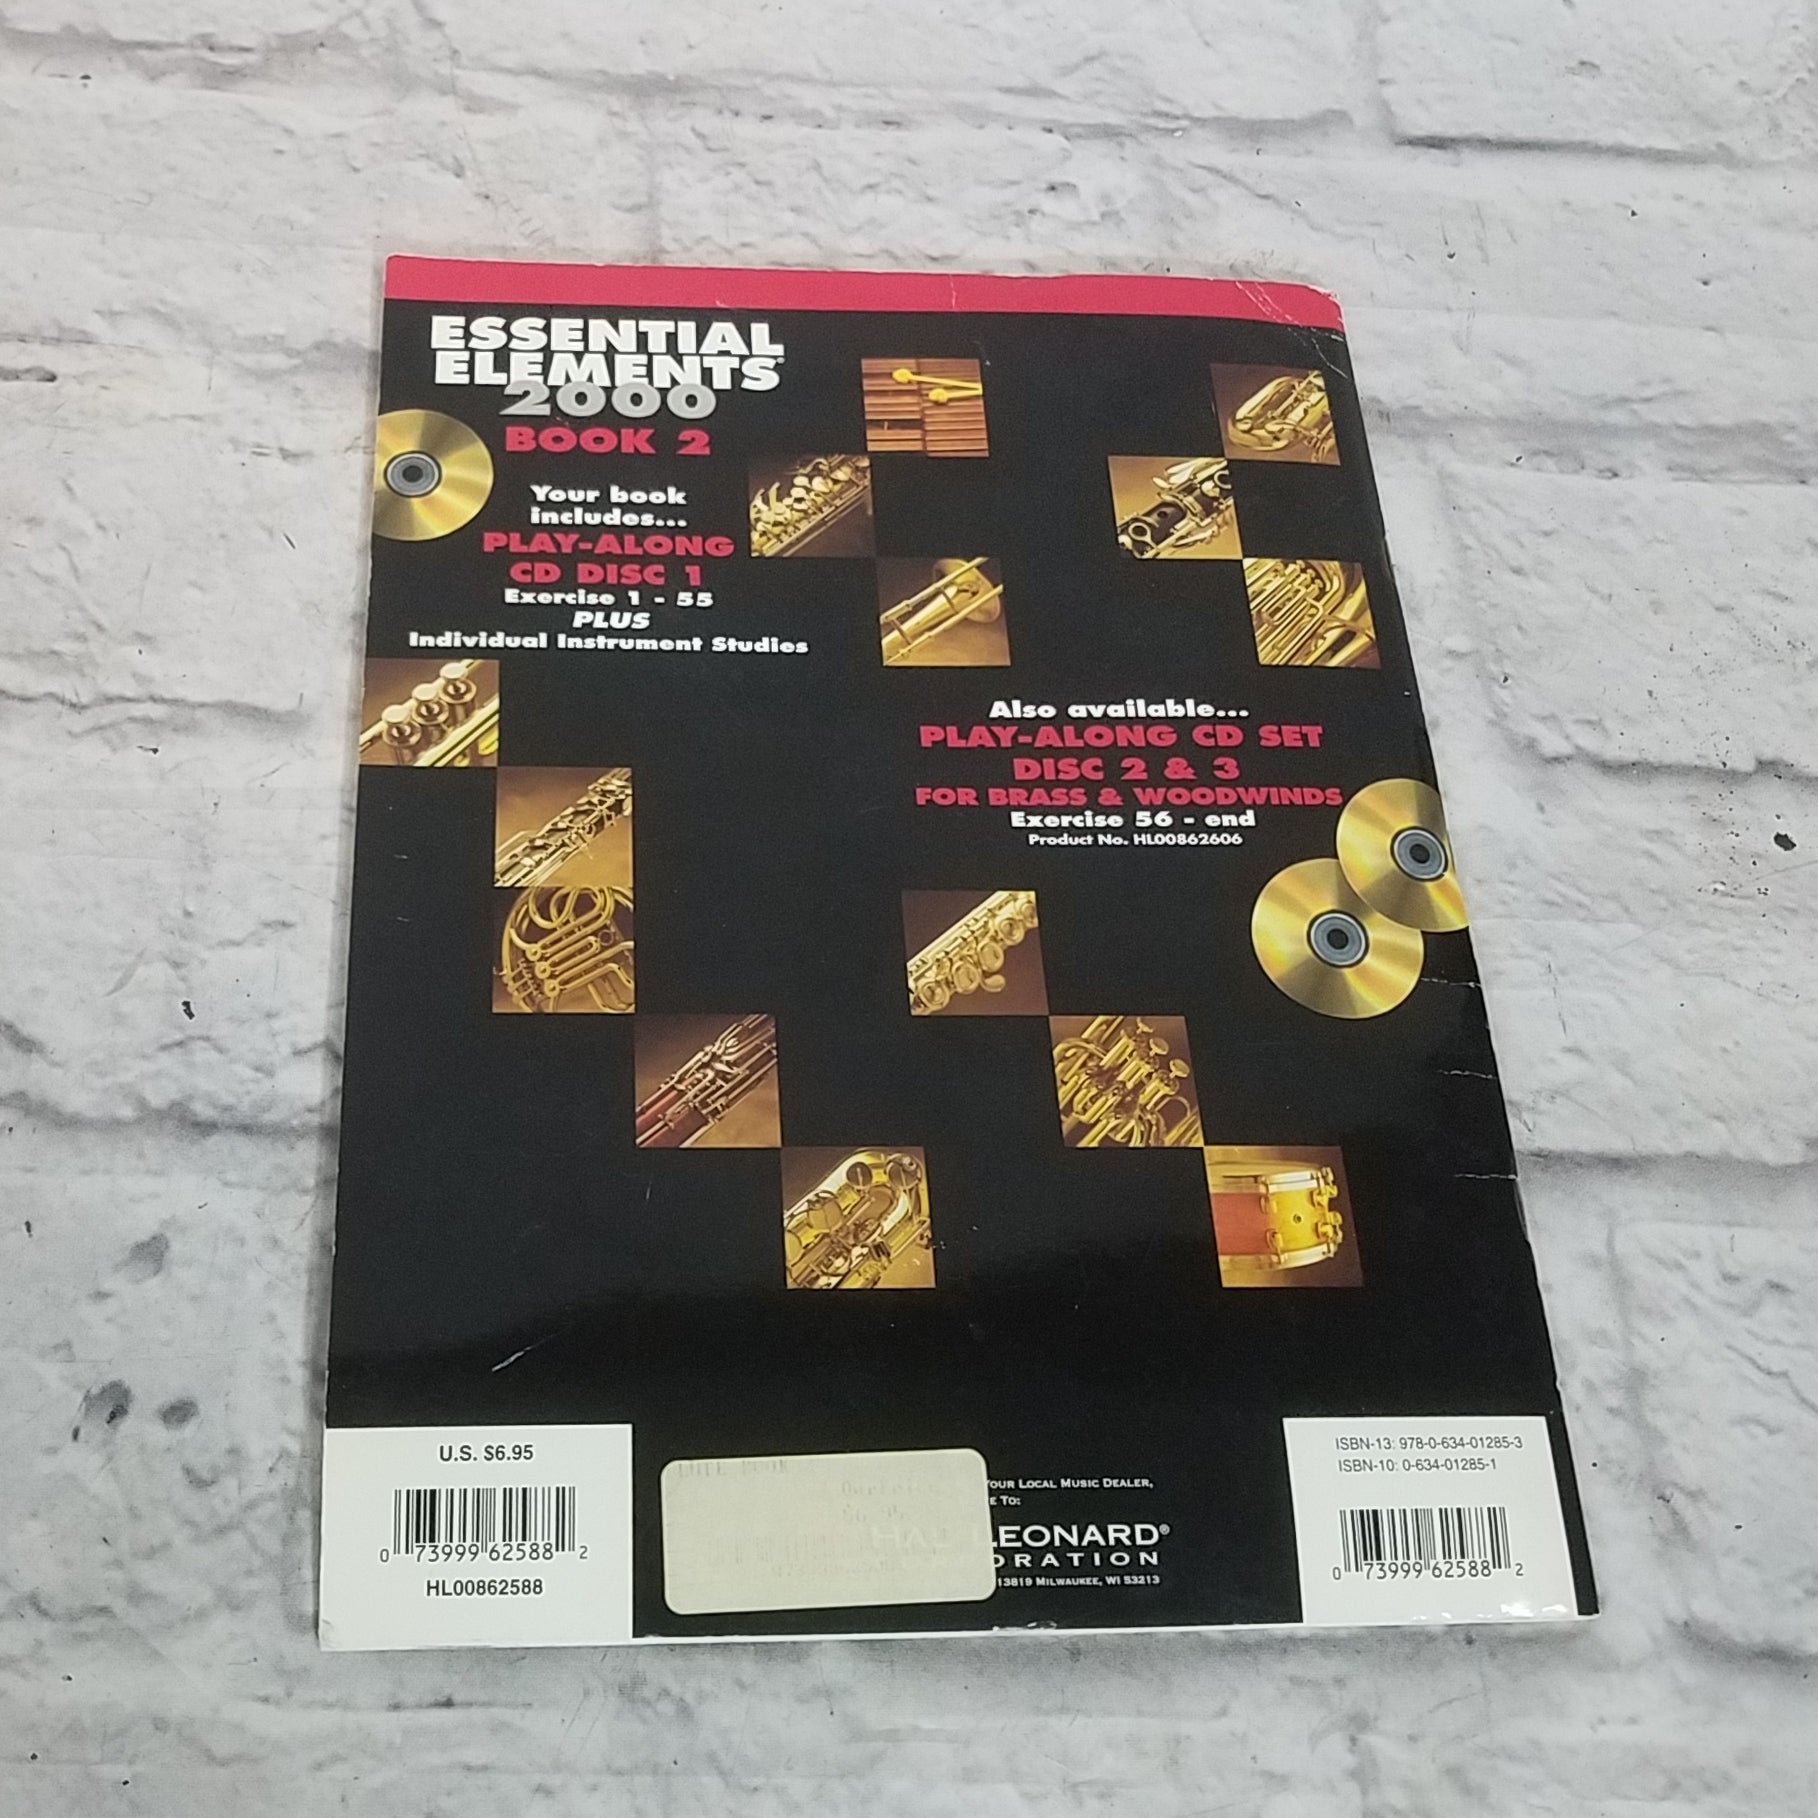 ESSENTIAL
ELEMENTS®
2000
BOOK 2
Your book
includes...
PLAY-ALONG
CD DISC 1
Exercise 1 - 55
PLUS
Individual Instrument Studies
Also available...
PLAY-ALONG CD SET
DISC 2 & 3
FOR BRASS & WOODWINDS
Exercise 56 - end
Product No. HL00862606
U.S. $6.95
0 73999 62588 2
HL00862588
YOUR LOCAL MUSIC DEALER,
TO:
HAL LEONARD®
13819 MILWAUKEE, WI 53213
ISBN-13: 978-0-634-01285-3
ISBN-10: 0-634-01285-1
0 73999 62588 2